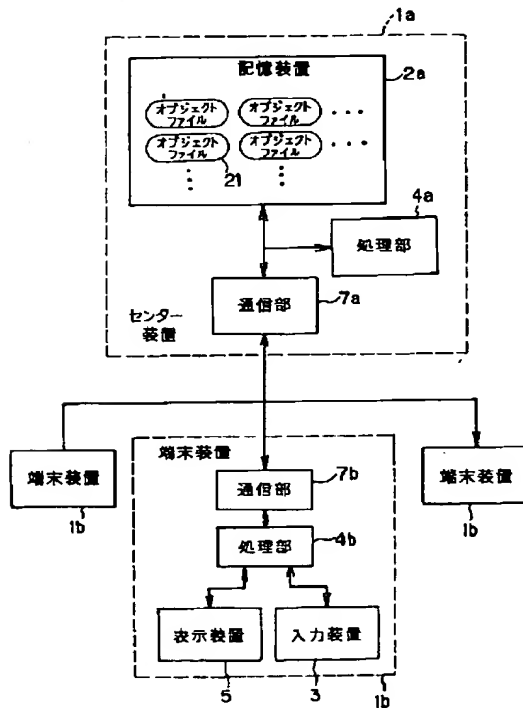 1a
記憶装置
2a
オブジェクト
ファイル
オブジェクト
ファイル
・・・
オブジェクト
ファイル
オブジェクト
ファイル
・・・
21
4a
処理部
通信部
7a
センター
装置
端末装置
1b
端末装置
通信部
7b
処理部
4b
表示装置
5
入力装置
3
1b
端末装置
1b